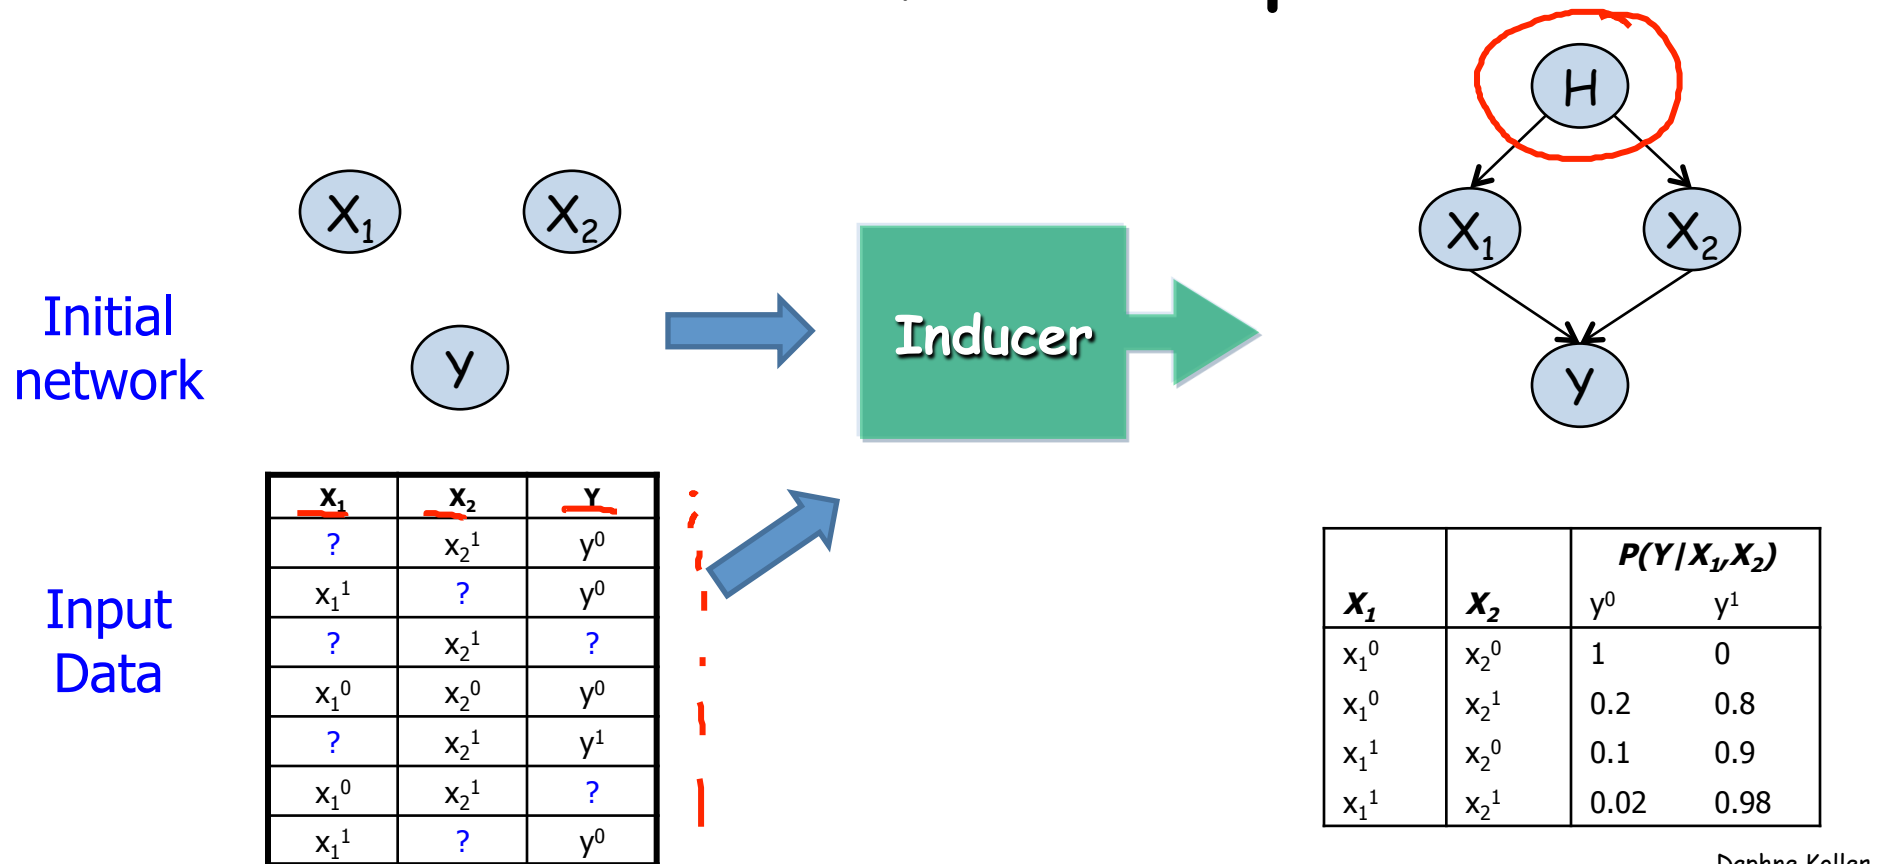 H
X₁ X₂
X₁ X₂
Initial
network
Inducer
Y
Y
X₁ X₂ Y
? x₂¹ y⁰
x₁¹ ? y⁰
? x₂¹ ?
x₁⁰ x₂⁰ y⁰
? x₂¹ y¹
x₁⁰ x₂¹ ?
x₁¹ ? y⁰
Input
Data
P(Y|X₁,X₂)
X₁ X₂ y⁰ y¹
x₁⁰ x₂⁰ 1 0
x₁⁰ x₂¹ 0.2 0.8
x₁¹ x₂⁰ 0.1 0.9
x₁¹ x₂¹ 0.02 0.98